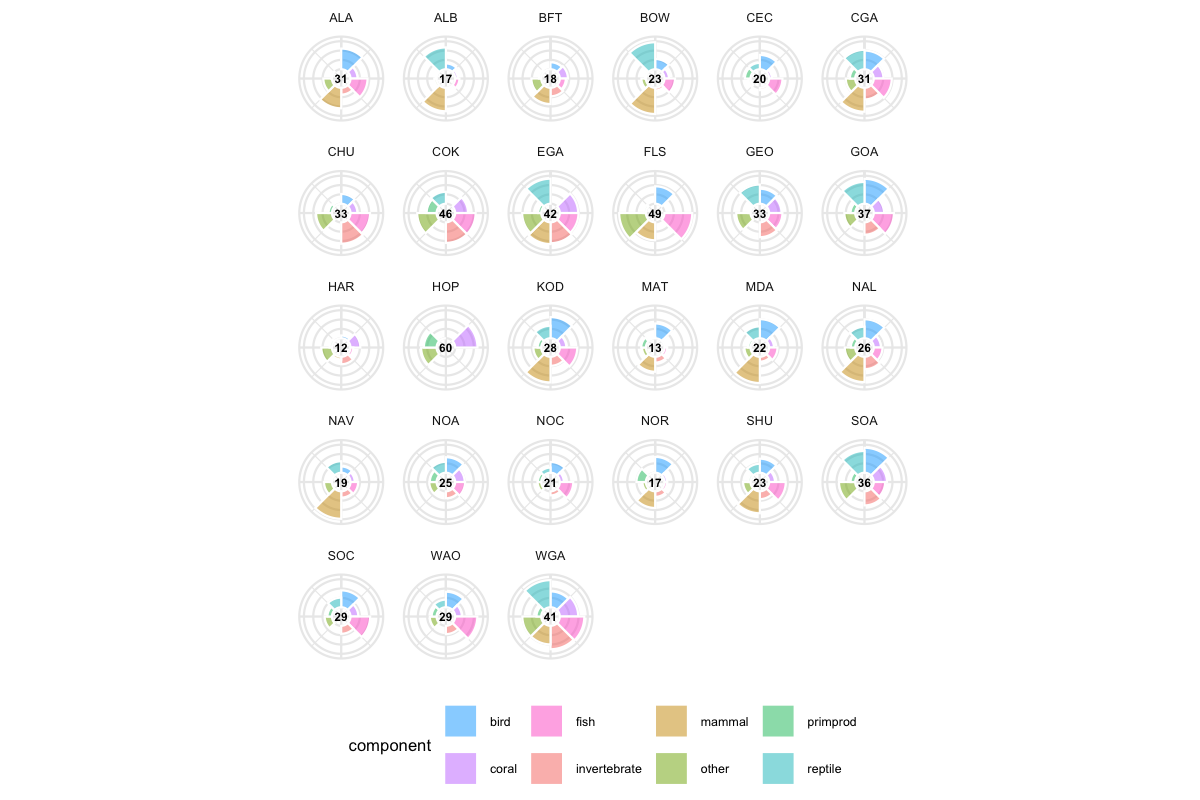 ALA ALB BFT BOW CEC CGA
31 17 18 23 20 31
CHU COK EGA FLS GEO GOA
33 46 42 49 33 37
HAR HOP KOD MAT MDA NAL
12 60 28 13 22 26
NAV NOA NOC NOR SHU SOA
19 25 21 17 23 36
SOC WAO WGA
29 29 41
bird fish mammal primprod
component
coral invertebrate other reptile